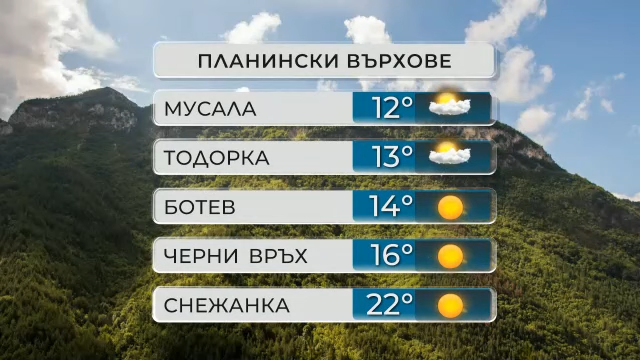 ПЛАНИНСКИ ВЪРХОВЕ
МУСАЛА 12°
ТОДОРКА 13°
БОТЕВ 14°
ЧЕРНИ ВРЪХ 16°
СНЕЖАНКА 22°